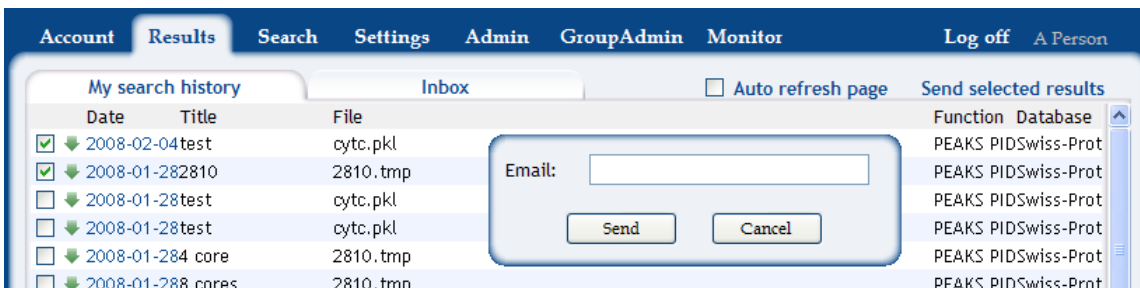 Account Results Search Settings Admin GroupAdmin Monitor Log off A Person
My search history Inbox Auto refresh page Send selected results
Date Title File Function Database
2008-02-04test cytc.pkl PEAKS PIDSwiss-Prot
2008-01-282810 2810.tmp Email: PEAKS PIDSwiss-Prot
2008-01-28test cytc.pkl PEAKS PIDSwiss-Prot
2008-01-28test cytc.pkl Send Cancel PEAKS PIDSwiss-Prot
2008-01-284 core 2810.tmp PEAKS PIDSwiss-Prot
2008-01-288 cores 2810.tmp PEAKS PIDSwiss-Prot